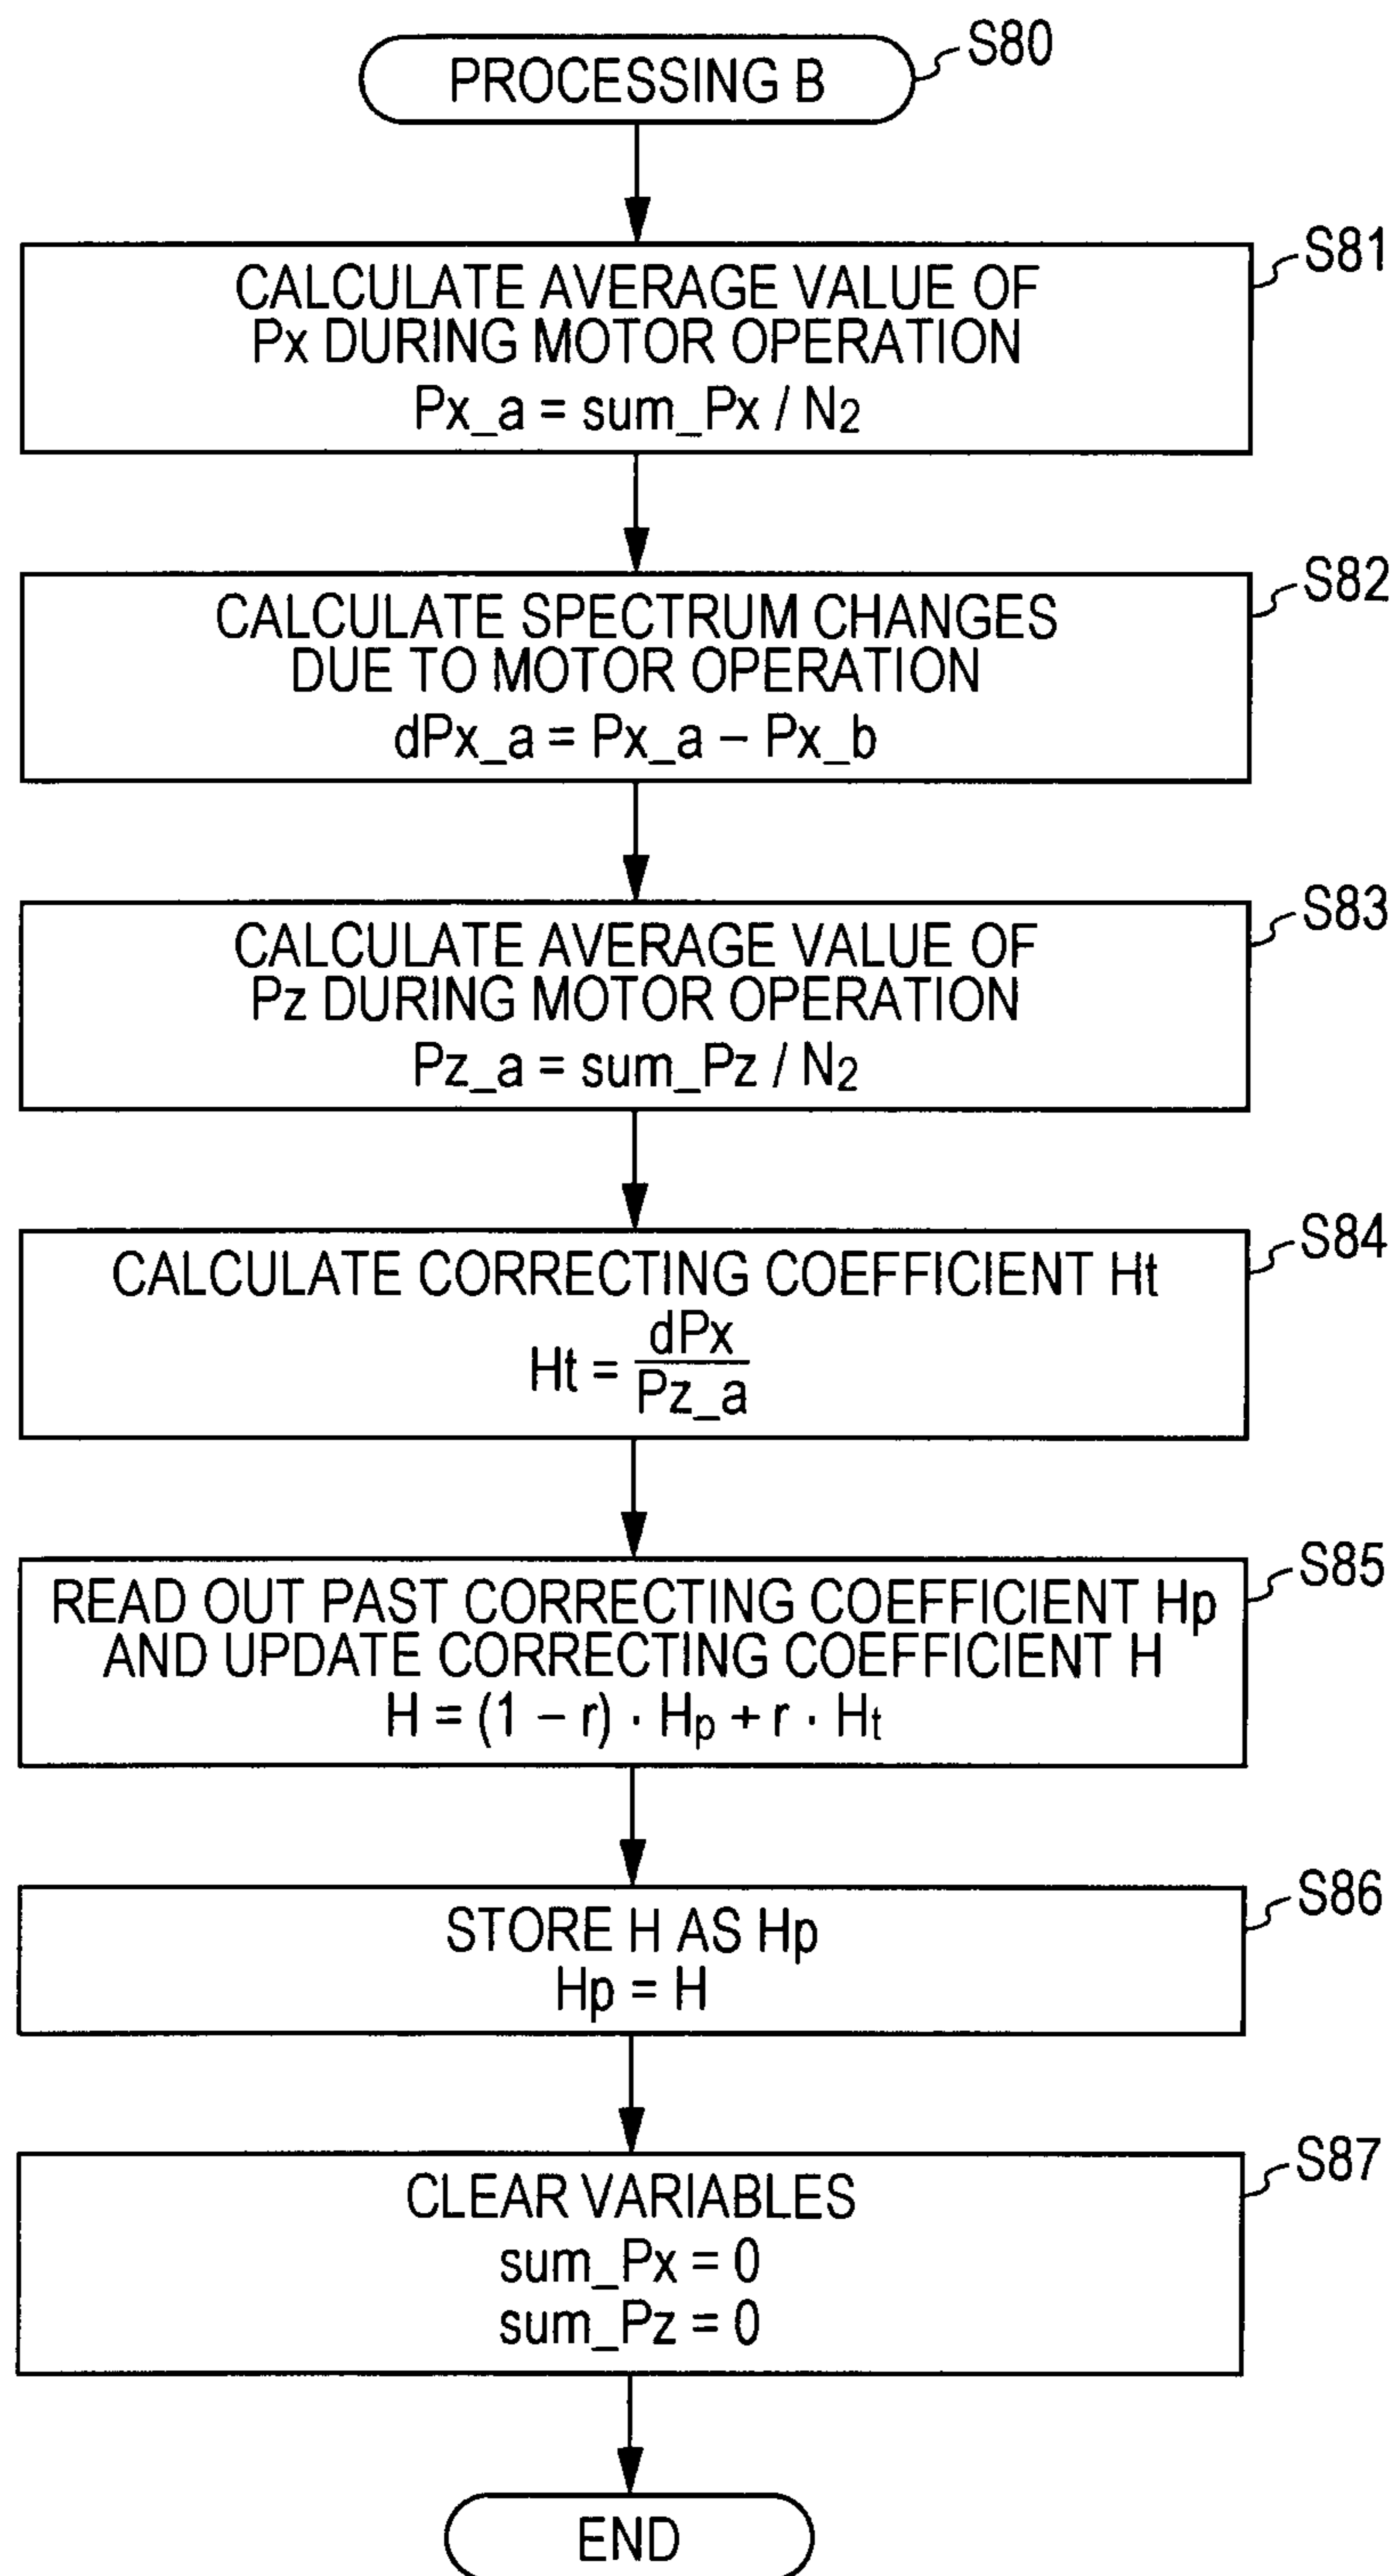 PROCESSING B
S80
S81
CALCULATE AVERAGE VALUE OF
Px DURING MOTOR OPERATION
Px_a = sum_Px / N2
S82
CALCULATE SPECTRUM CHANGES
DUE TO MOTOR OPERATION
dPx_a = Px_a – Px_b
S83
CALCULATE AVERAGE VALUE OF
Pz DURING MOTOR OPERATION
Pz_a = sum_Pz / N2
S84
CALCULATE CORRECTING COEFFICIENT Ht
Ht = dPx / Pz_a
S85
READ OUT PAST CORRECTING COEFFICIENT Hp
AND UPDATE CORRECTING COEFFICIENT H
H = (1 – r) · Hp + r · Ht
S86
STORE H AS Hp
Hp = H
S87
CLEAR VARIABLES
sum_Px = 0
sum_Pz = 0
END